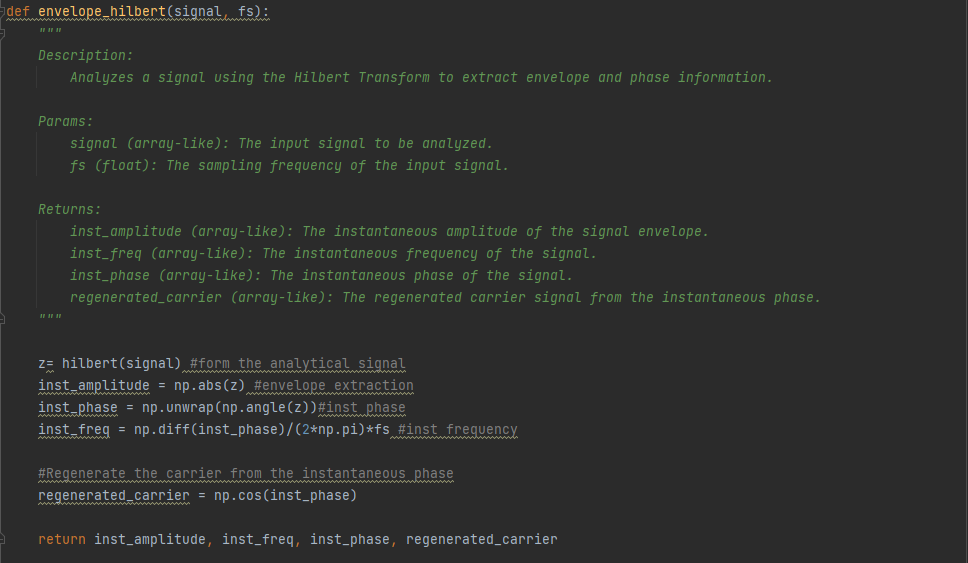 def envelope_hilbert(signal, fs):
    """
    Description:
        Analyzes a signal using the Hilbert Transform to extract envelope and phase information.

    Params:
        signal (array-like): The input signal to be analyzed.
        fs (float): The sampling frequency of the input signal.

    Returns:
        inst_amplitude (array-like): The instantaneous amplitude of the signal envelope.
        inst_freq (array-like): The instantaneous frequency of the signal.
        inst_phase (array-like): The instantaneous phase of the signal.
        regenerated_carrier (array-like): The regenerated carrier signal from the instantaneous phase.
    """

    z= hilbert(signal) #form the analytical signal
    inst_amplitude = np.abs(z) #envelope extraction
    inst_phase = np.unwrap(np.angle(z))#inst phase
    inst_freq = np.diff(inst_phase)/(2*np.pi)*fs #inst frequency

    #Regenerate the carrier from the instantaneous phase
    regenerated_carrier = np.cos(inst_phase)

    return inst_amplitude, inst_freq, inst_phase, regenerated_carrier